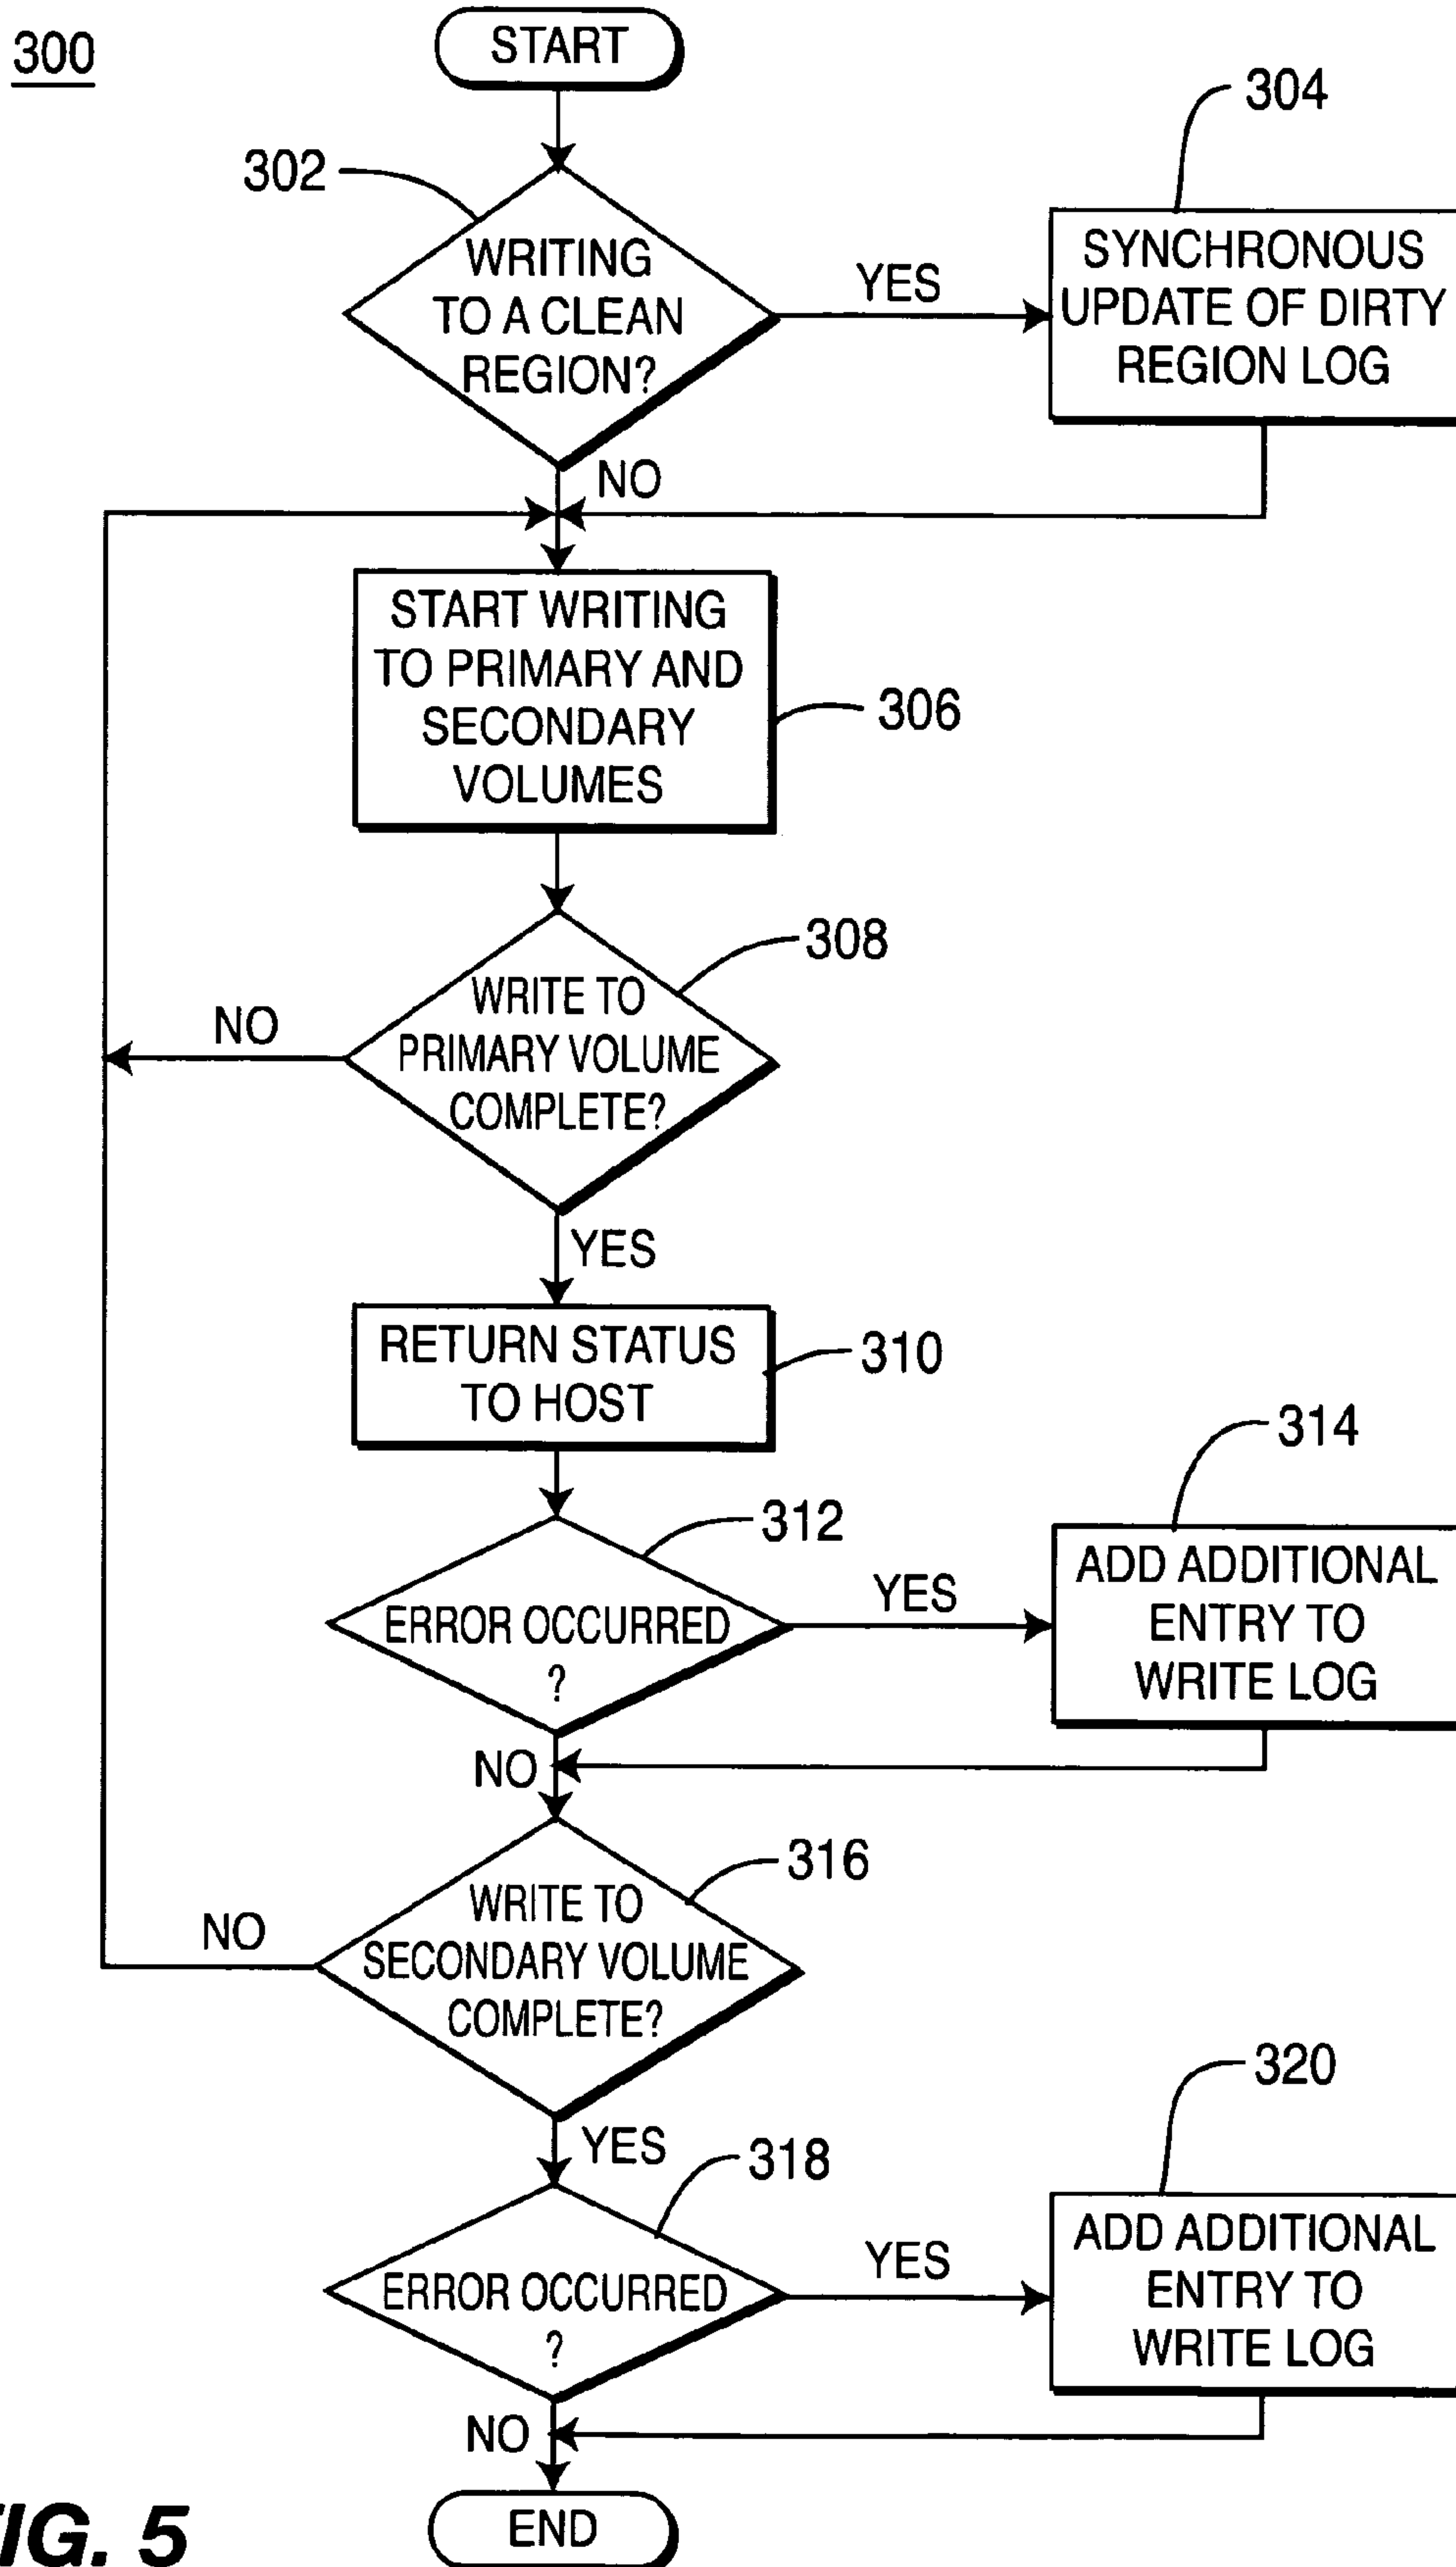 300
START
304
302
WRITING
TO A CLEAN
REGION?
YES
SYNCHRONOUS
UPDATE OF DIRTY
REGION LOG
NO
START WRITING
TO PRIMARY AND
SECONDARY
VOLUMES
306
308
WRITE TO
PRIMARY VOLUME
COMPLETE?
NO
YES
RETURN STATUS
TO HOST
310
314
312
ERROR OCCURRED
?
YES
ADD ADDITIONAL
ENTRY TO
WRITE LOG
NO
316
WRITE TO
SECONDARY VOLUME
COMPLETE?
NO
YES
320
318
ERROR OCCURRED
?
YES
ADD ADDITIONAL
ENTRY TO
WRITE LOG
NO
END
IG. 5